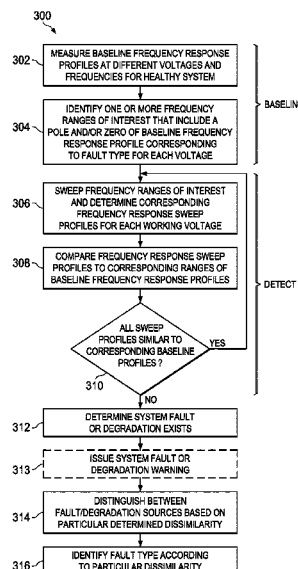 300
302
MEASURE BASELINE FREQUENCY RESPONSE
PROFILES AT DIFFERENT VOLTAGES AND
FREQUENCIES FOR HEALTHY SYSTEM
BASELIN
304
IDENTIFY ONE OR MORE FREQUENCY
RANGES OF INTEREST THAT INCLUDE A
POLE AND/OR ZERO OF BASELINE FREQUENCY
RESPONSE PROFILE CORRESPONDING
TO FAULT TYPE FOR EACH VOLTAGE
306
SWEEP FREQUENCY RANGES OF INTEREST
AND DETERMINE CORRESPONDING
FREQUENCY RESPONSE SWEEP
PROFILES FOR EACH WORKING VOLTAGE
308
COMPARE FREQUENCY RESPONSE SWEEP
PROFILES TO CORRESPONDING RANGES OF
BASELINE FREQUENCY RESPONSE PROFILES
DETECT
ALL SWEEP
PROFILES SIMILAR TO
CORRESPONDING BASELINE
PROFILES ?
YES
310
NO
312
DETERMINE SYSTEM FAULT
OR DEGRADATION EXISTS
313
ISSUE SYSTEM FAULT OR
DEGRADATION WARNING
314
DISTINGUISH BETWEEN
FAULT/DEGRADATION SOURCES BASED ON
PARTICULAR DETERMINED DISSIMILARITY
316
IDENTIFY FAULT TYPE ACCORDING
TO PARTICULAR DISSIMILARITY